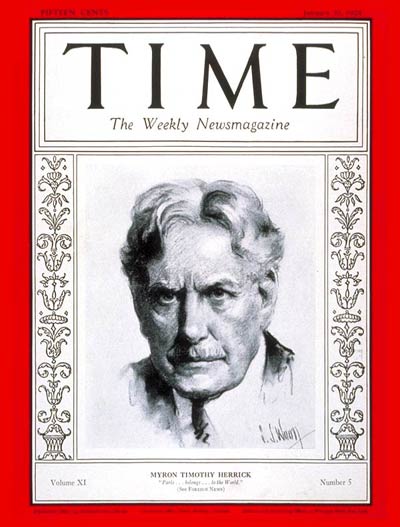 FIFTEEN CENTS
January 30, 1928
TIME
The Weekly Newsmagazine
MYRON TIMOTHY HERRICK
"Paris . . . belongs . . . to the World."
(See FOREIGN NEWS)
Volume XI
Number 5